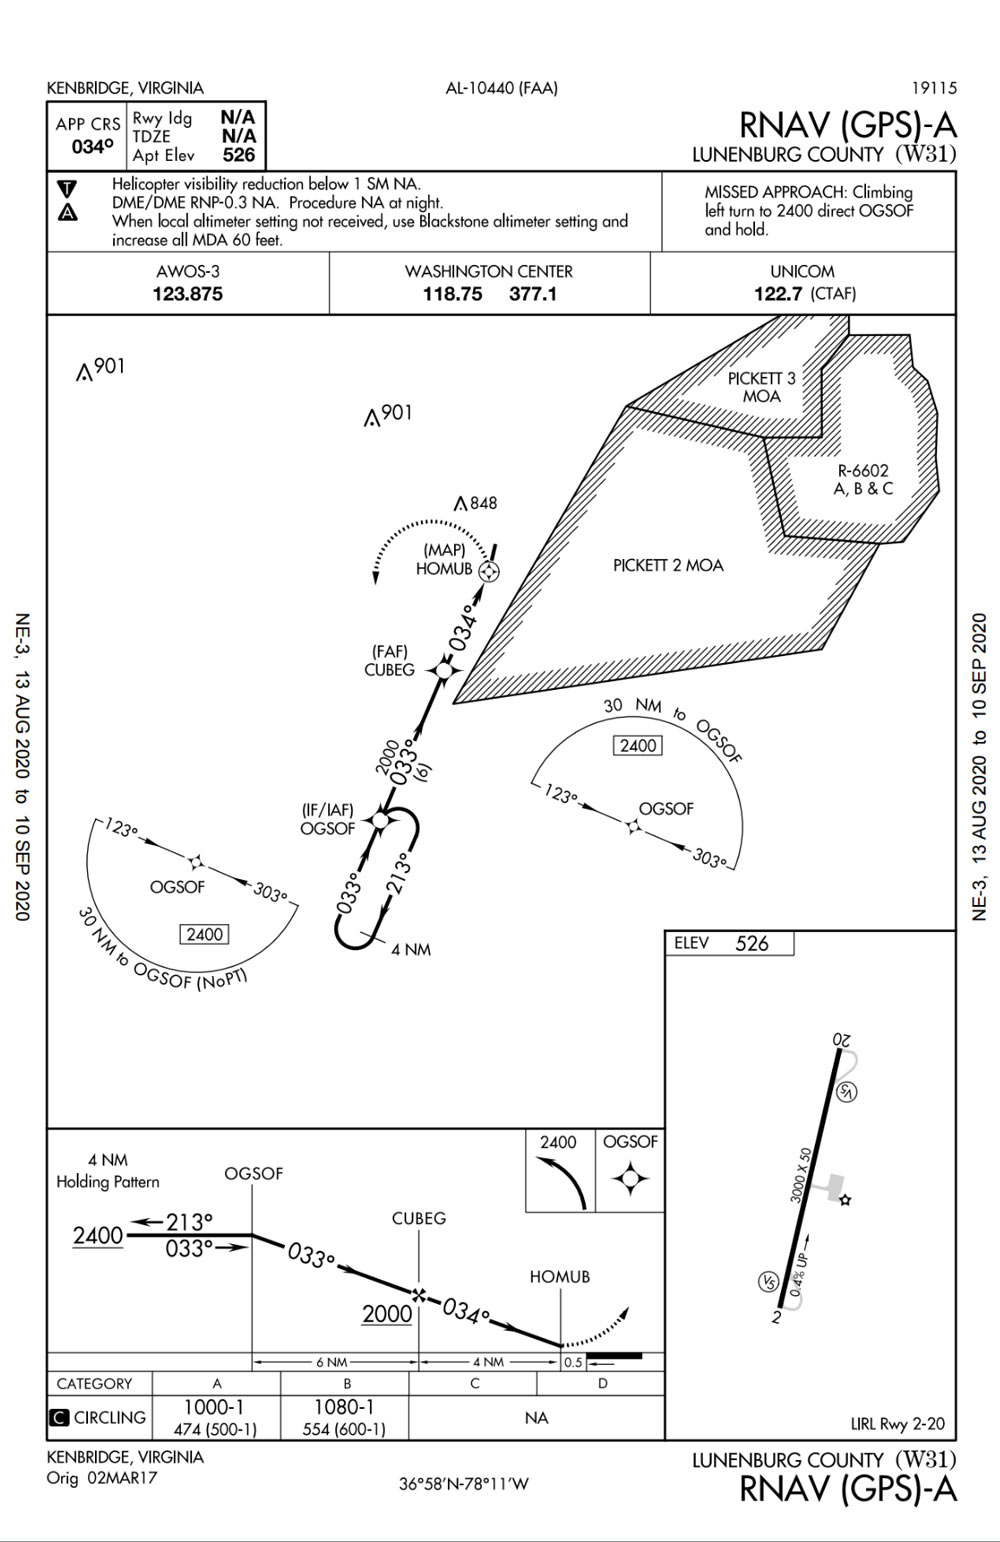 KENBRIDGE, VIRGINIA
AL-10440 (FAA)
19115
APP CRS
034°
Rwy Idg N/A
TDZE N/A
Apt Elev 526
RNAV (GPS)-A
LUNENBURG COUNTY (W31)
T
A
Helicopter visibility reduction below 1 SM NA.
DME/DME RNP-0.3 NA. Procedure NA at night.
When local altimeter setting not received, use Blackstone altimeter setting and
increase all MDA 60 feet.
MISSED APPROACH: Climbing
left turn to 2400 direct OGSOF
and hold.
AWOS-3
123.875
WASHINGTON CENTER
118.75 377.1
UNICOM
122.7 (CTAF)
901
901
848
PICKETT 3
MOA
R-6602
A, B & C
PICKETT 2 MOA
(MAP)
HOMUB
034°
(FAF)
CUBEG
2000
033°
(6)
(IF/IAF)
OGSOF
033°
213°
4 NM
30 NM to OGSOF
2400
123°
OGSOF
303°
123°
OGSOF
303°
2400
30 NM to OGSOF (NoPT)
NE-3, 13 AUG 2020 to 10 SEP 2020
NE-3, 13 AUG 2020 to 10 SEP 2020
ELEV 526
20
V5
3000 X 50
0.4% UP
V5
2
LIRL Rwy 2-20
4 NM
Holding Pattern
OGSOF
2400
213°
033°
033°
CUBEG
2000
034°
HOMUB
2400
OGSOF
6 NM
4 NM
0.5
CATEGORY A B C D
C CIRCLING
1000-1
474 (500-1)
1080-1
554 (600-1)
NA
KENBRIDGE, VIRGINIA
Orig 02MAR17
36°58'N-78°11'W
LUNENBURG COUNTY (W31)
RNAV (GPS)-A